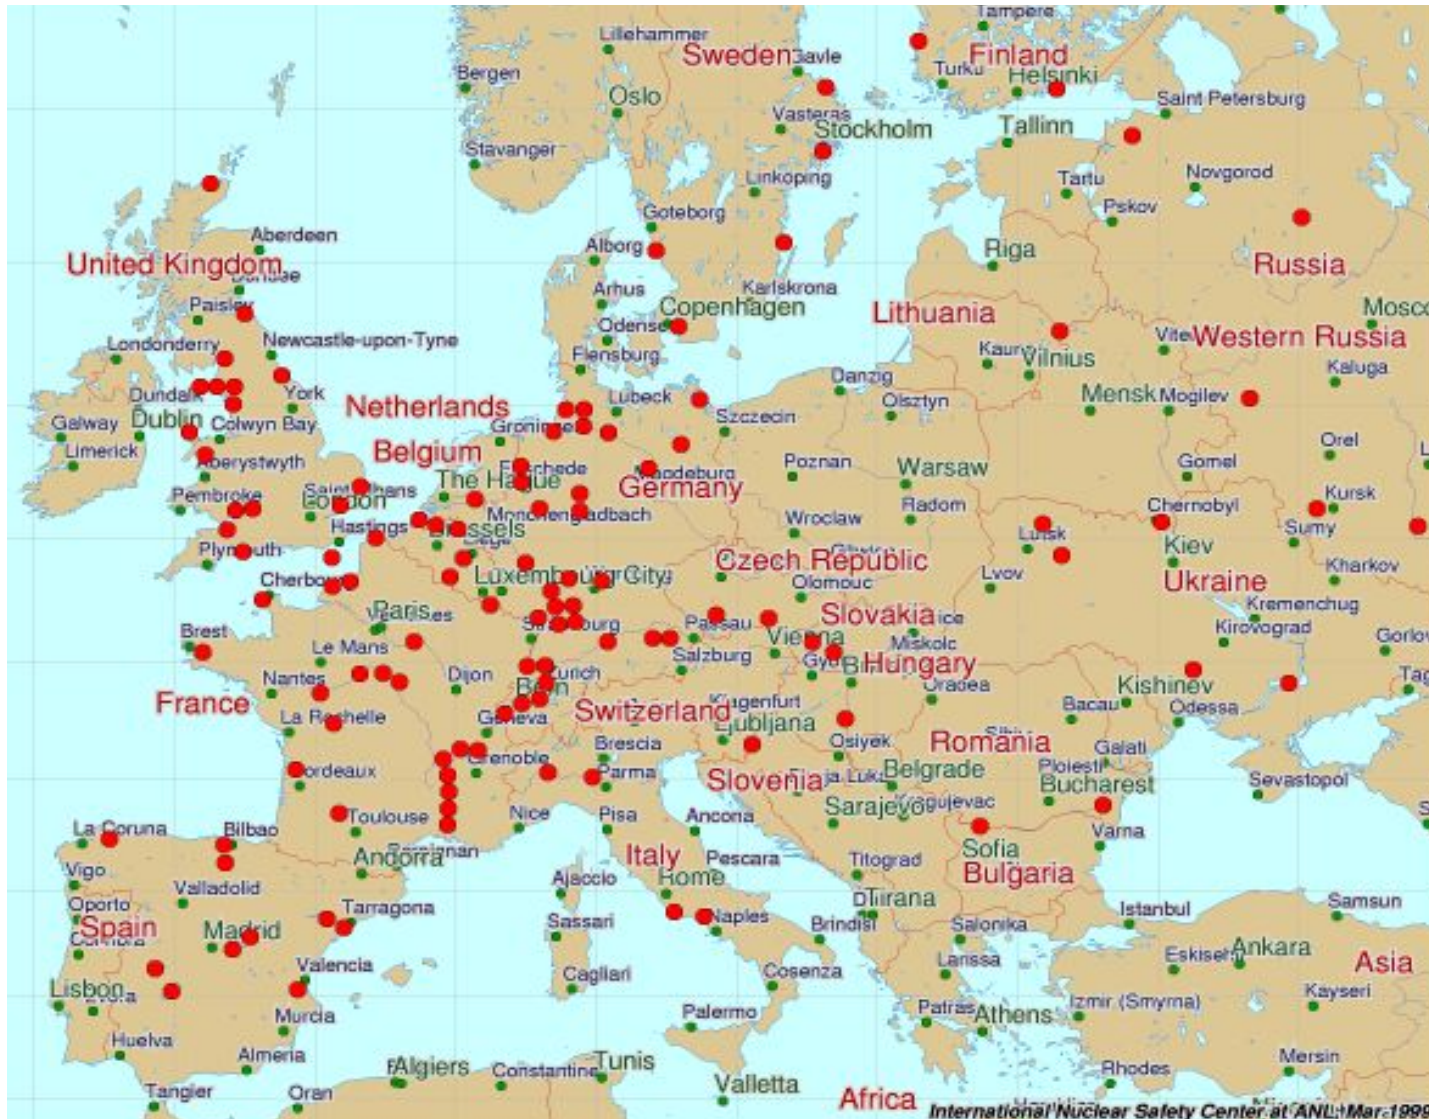 Tampere
Lillehammer
Sweden
Gavle
Finland
Bergen
Turku
Helsinki
Oslo
Saint Petersburg
Vasteras
Stockholm
Tallinn
Stavanger
Linkoping
Tartu
Novgorod
Pskov
Goteborg
Aberdeen
Alborg
Riga
United Kingdom
Russia
Arhus
Karlskrona
Copenhagen
Paisley
Lithuania
Mosco
Odense
Western Russia
Newcastle-upon-Tyne
Londonderry
Flensburg
Vilnius
Kaluga
Danzig
Dundalk
York
Netherlands
Lubeck
Mensk
Mogilev
Dublin
Szczecin
Olsztyn
Galway
Colwyn Bay
Groningen
Orel
Belgium
Limerick
Aberystwyth
Magdeburg
Poznan
Warsaw
Gomel
The Hague
Germany
Pembroke
London
Radom
Chernobyl
Kursk
Hastings
Wroclaw
Sumy
Lutsk
Plymouth
Kiev
Czech Republic
Luxembourg City
Kharkov
Ukraine
Cherbourg
Olomouc
Lvov
Paris
Slovakia
Kremenchug
Brest
Passau
Miskolc
Kirovograd
Le Mans
Vienna
Gorlov
Salzburg
Hungary
Nantes
Dijon
Zurich
Bern
Kishinev
France
Oradea
La Rochelle
Switzerland
Klagenfurt
Bacau
Odessa
Geneva
Ljubljana
Romania
Brescia
Osiyek
Galati
Grenoble
Ploiesti
Bordeaux
Parma
Slovenia
Belgrade
Bucharest
Sevastopol
Sarajevo
Kragujevac
La Coruna
Bilbao
Toulouse
Nice
Pisa
Ancona
Varna
Sofia
Andorra
Italy
Pescara
Titograd
Bulgaria
Vigo
Valladolid
Ajaccio
Rome
Oporto
Tarragona
Tirana
Spain
Madrid
Sassari
Naples
Brindisi
Salonika
Istanbul
Samsun
Eskisehir
Ankara
Valencia
Cagliari
Cosenza
Larissa
Asia
Lisbon
Murcia
Palermo
Patras
Athens
Izmir (Smyrna)
Kayseri
Huelva
Almeria
Algiers
Constantine
Tunis
Mersin
Tangier
Oran
Valletta
Rhodes
Africa
International Nuclear Safety Center at ANL, Mar 1999